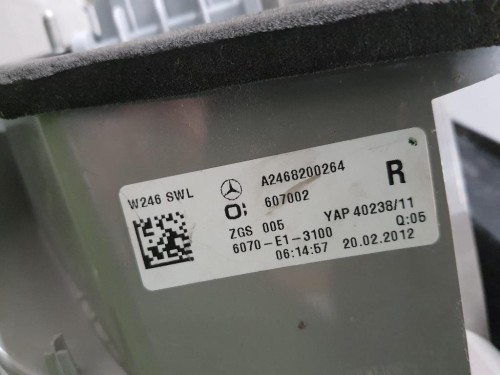 W246 SWL A2468200264 R
607002
ZGS 005 YAP 40238/11
6070-E1-3100 Q:05
06:14:57 20.02.2012